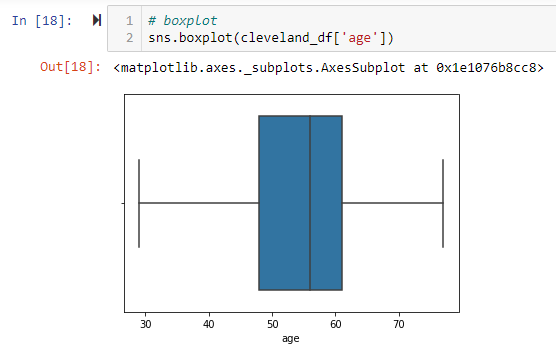 In [18]:
1 # boxplot
2 sns.boxplot(cleveland_df['age'])
Out[18]: <matplotlib.axes._subplots.AxesSubplot at 0x1e1076b8cc8>
30 40 50 60 70
age